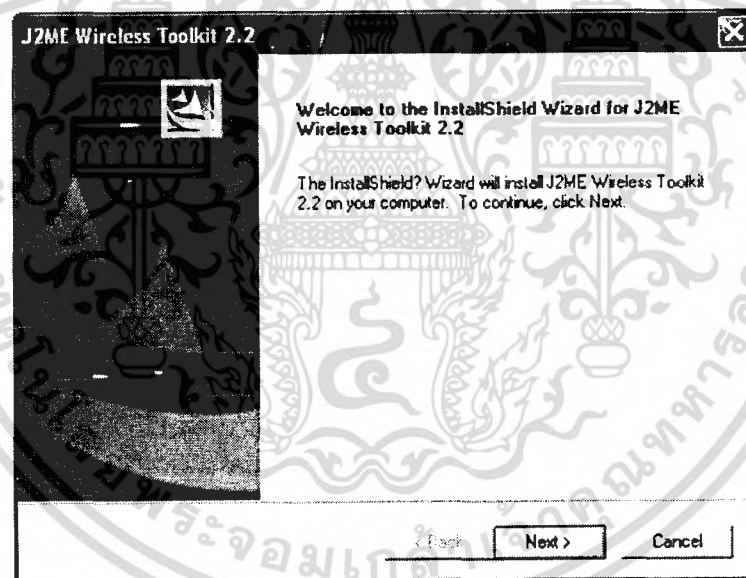 J2ME Wireless Toolkit 2.2
Welcome to the InstallShield Wizard for J2ME
Wireless Toolkit 2.2
The InstallShield? Wizard will install J2ME Wireless Toolkit
2.2 on your computer. To continue, click Next.
< Back
Next >
Cancel